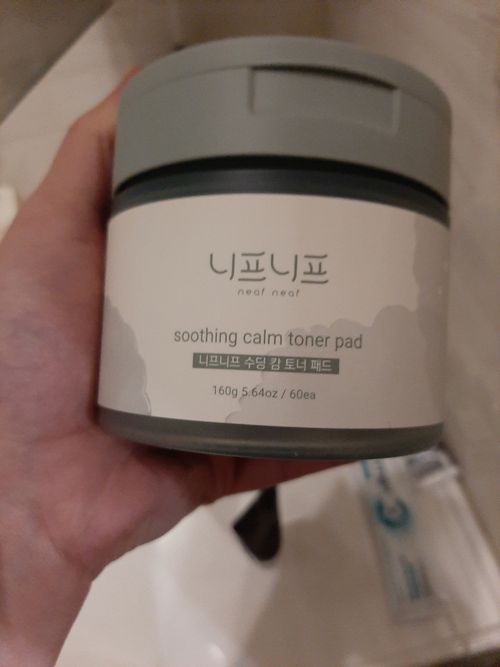 니프니프
neaf neaf
soothing calm toner pad
니프니프 수딩 캄 토너 패드
160g 5.64oz / 60ea